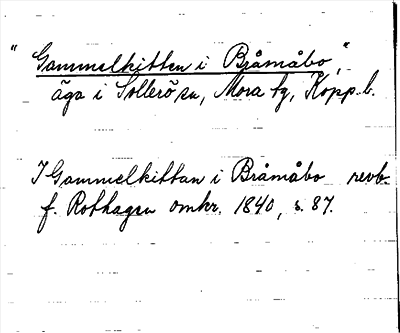 "Gammelkitten i Bråmåbo,"
äga i Sollerö sn, Mora tg, Kopp. b.
I Gammelkittan i Bråmåbo revb.
f. Rothagen omkr. 1840, s. 87.